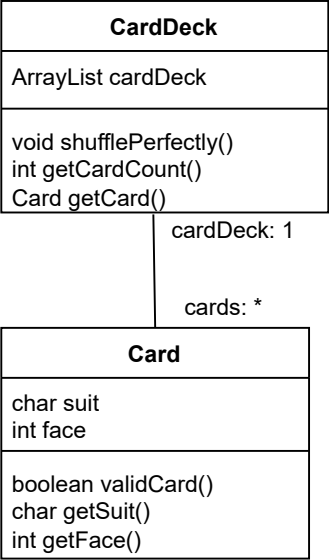 CardDeck
ArrayList cardDeck
void shufflePerfectly()
int getCardCount()
Card getCard()
cardDeck: 1
cards: *
Card
char suit
int face
boolean validCard()
char getSuit()
int getFace()